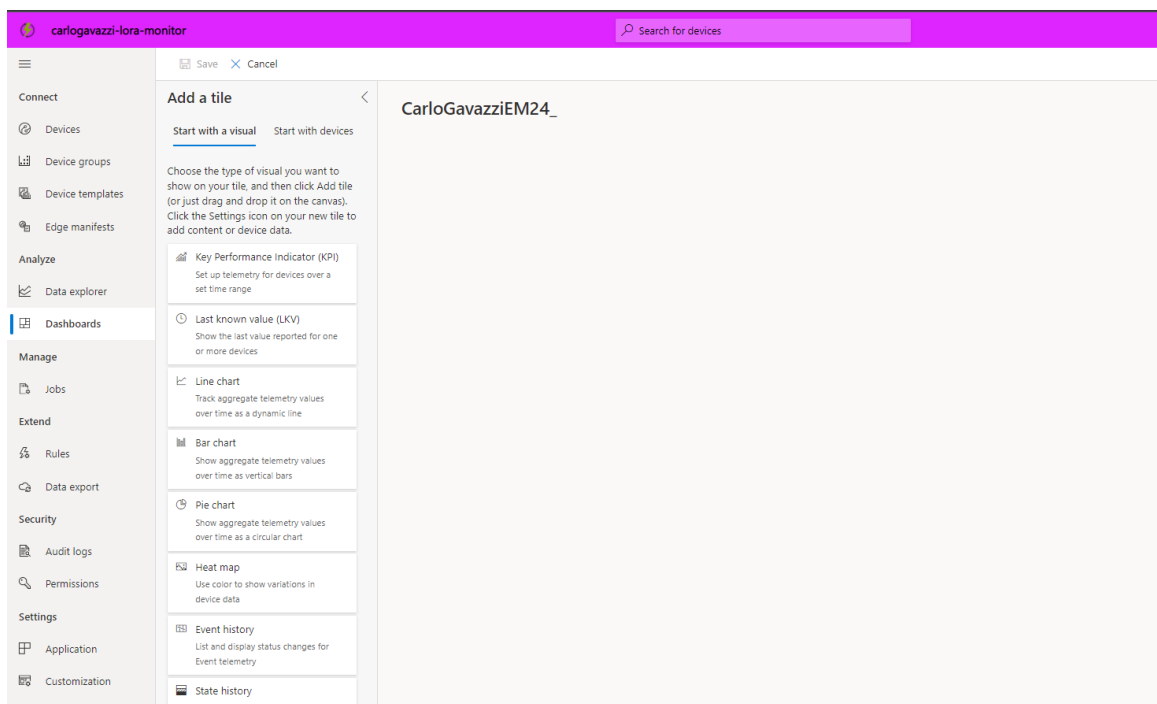 carlogavazzi-lora-monitor
Search for devices
Save
Cancel
Connect
Devices
Device groups
Device templates
Edge manifests
Analyze
Data explorer
Dashboards
Manage
Jobs
Extend
Rules
Data export
Security
Audit logs
Permissions
Settings
Application
Customization
Add a tile
Start with a visual
Start with devices
Choose the type of visual you want to
show on your tile, and then click Add tile
(or just drag and drop it on the canvas).
Click the Settings icon on your new tile to
add content or device data.
Key Performance Indicator (KPI)
Set up telemetry for devices over a
set time range
Last known value (LKV)
Show the last value reported for one
or more devices
Line chart
Track aggregate telemetry values
over time as a dynamic line
Bar chart
Show aggregate telemetry values
over time as vertical bars
Pie chart
Show aggregate telemetry values
over time as a circular chart
Heat map
Use color to show variations in
device data
Event history
List and display status changes for
Event telemetry
State history
CarloGavazziEM24_